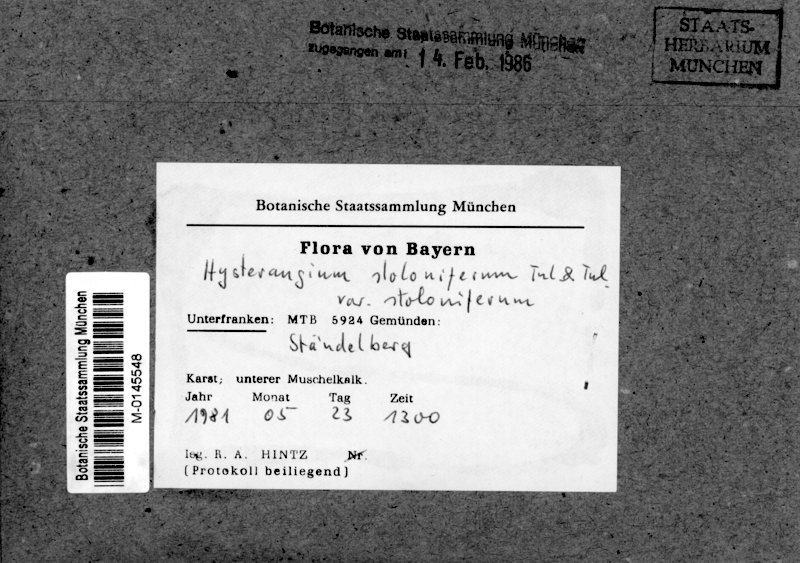 Botanische Staatssammlung München
zugegangen am: 14. Feb. 1986
STAATS-
HERBARIUM
MÜNCHEN
Botanische Staatssammlung München
Flora von Bayern
Hysterangium stoloniferum Tul & Tul.
var. stoloniferum
Unterfranken: MTB 5924 Gemünden:
Ständelberg
Karst; unterer Muschelkalk.
Jahr Monat Tag Zeit
1981 05 23 1300
leg. R. A. HINTZ Nr.
(Protokoll beiliegend)
Botanische Staatssammlung München
M-0145548